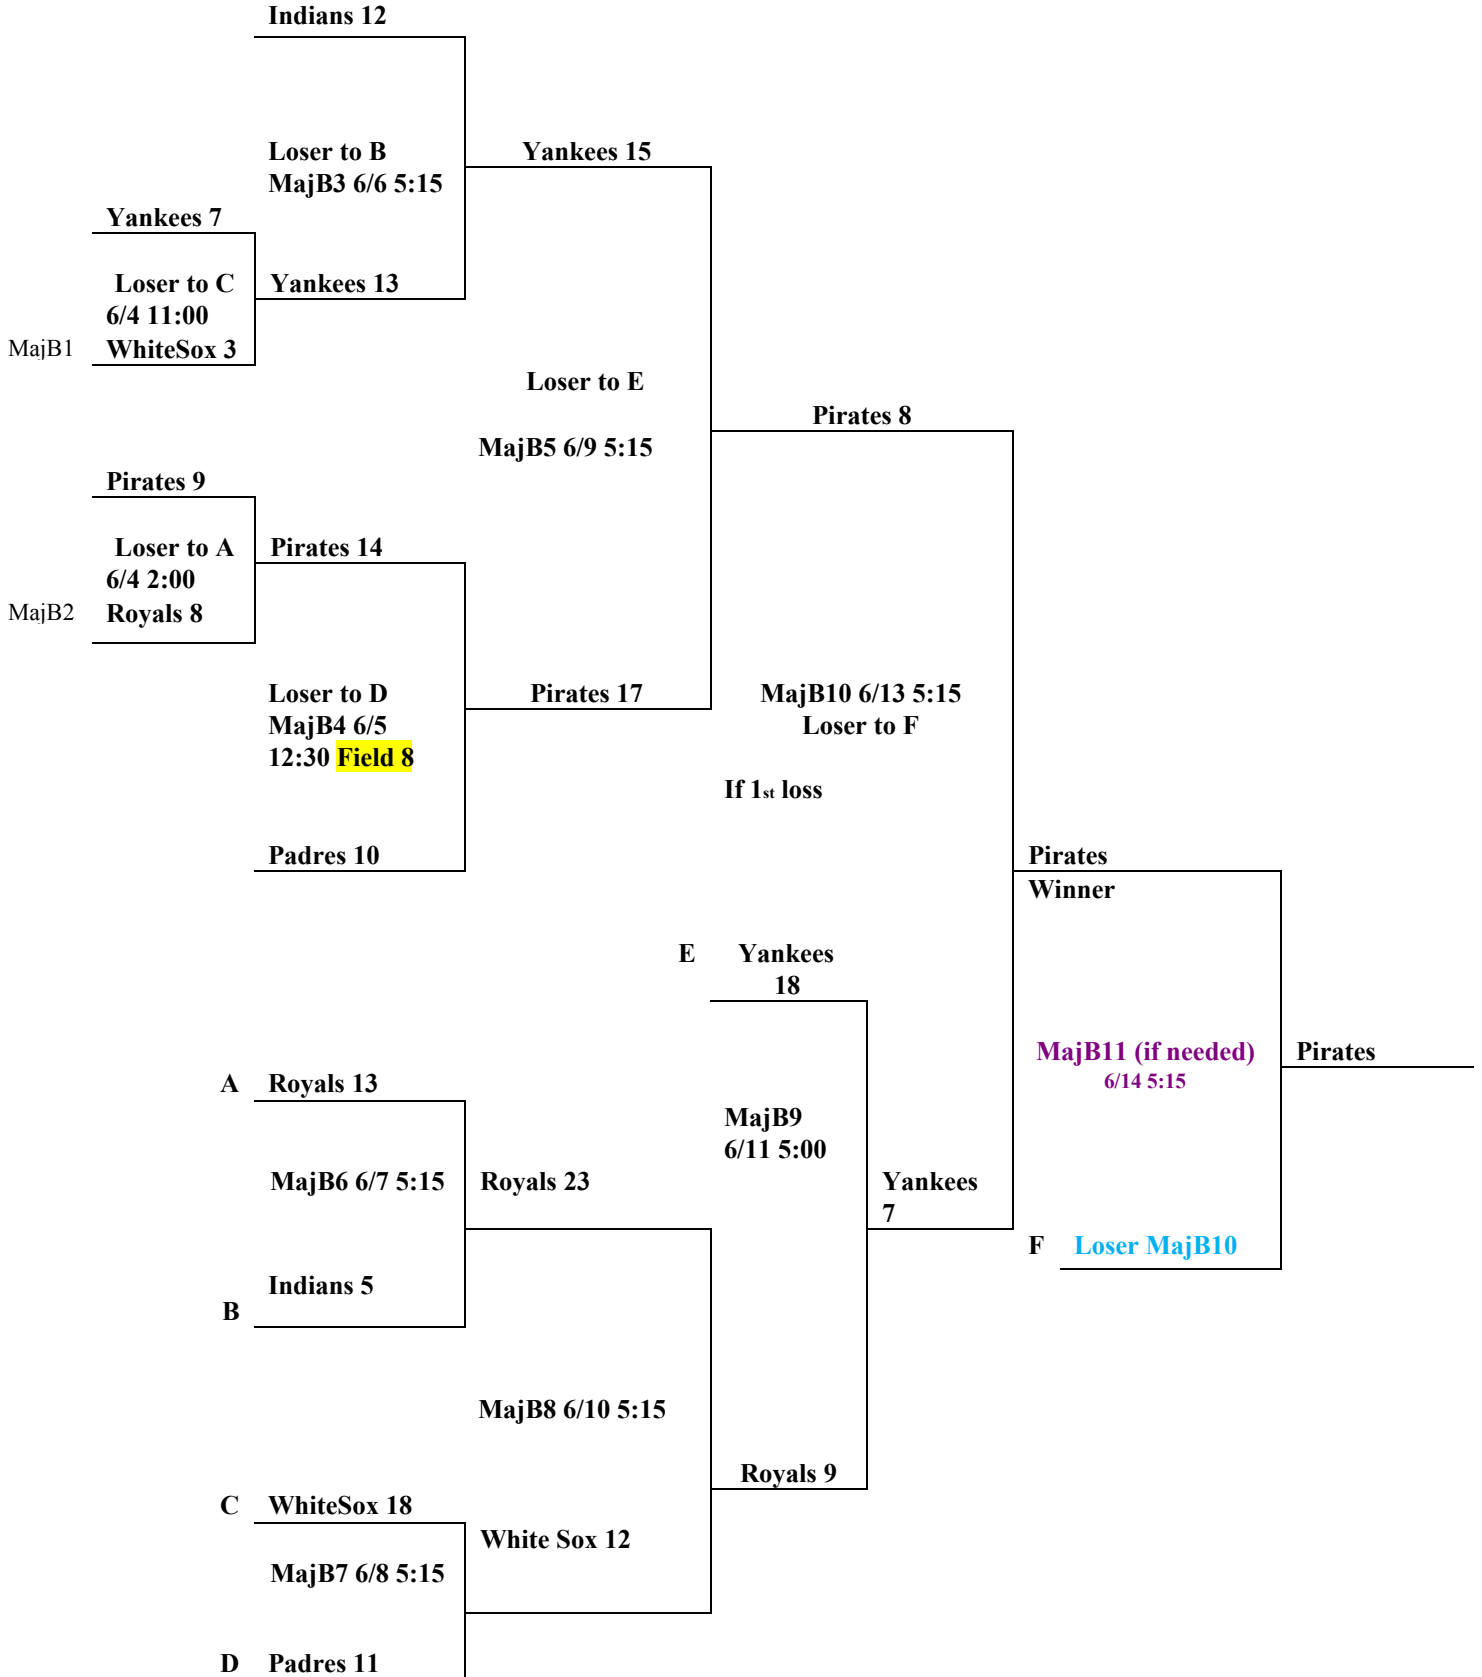 Indians 12
Loser to B
MajB3 6/6 5:15
Yankees 15
Yankees 7
Loser to C
6/4 11:00
MajB1 WhiteSox 3
Yankees 13
Loser to E
MajB5 6/9 5:15
Pirates 8
Pirates 9
Loser to A
6/4 2:00
MajB2 Royals 8
Pirates 14
Loser to D
MajB4 6/5
12:30 Field 8
Pirates 17
MajB10 6/13 5:15
Loser to F
If 1st loss
Padres 10
Pirates
Winner
E Yankees
18
MajB11 (if needed)
6/14 5:15
Pirates
A Royals 13
MajB9
6/11 5:00
MajB6 6/7 5:15
Royals 23
Yankees
7
F Loser MajB10
Indians 5
B
MajB8 6/10 5:15
Royals 9
C WhiteSox 18
White Sox 12
MajB7 6/8 5:15
D Padres 11